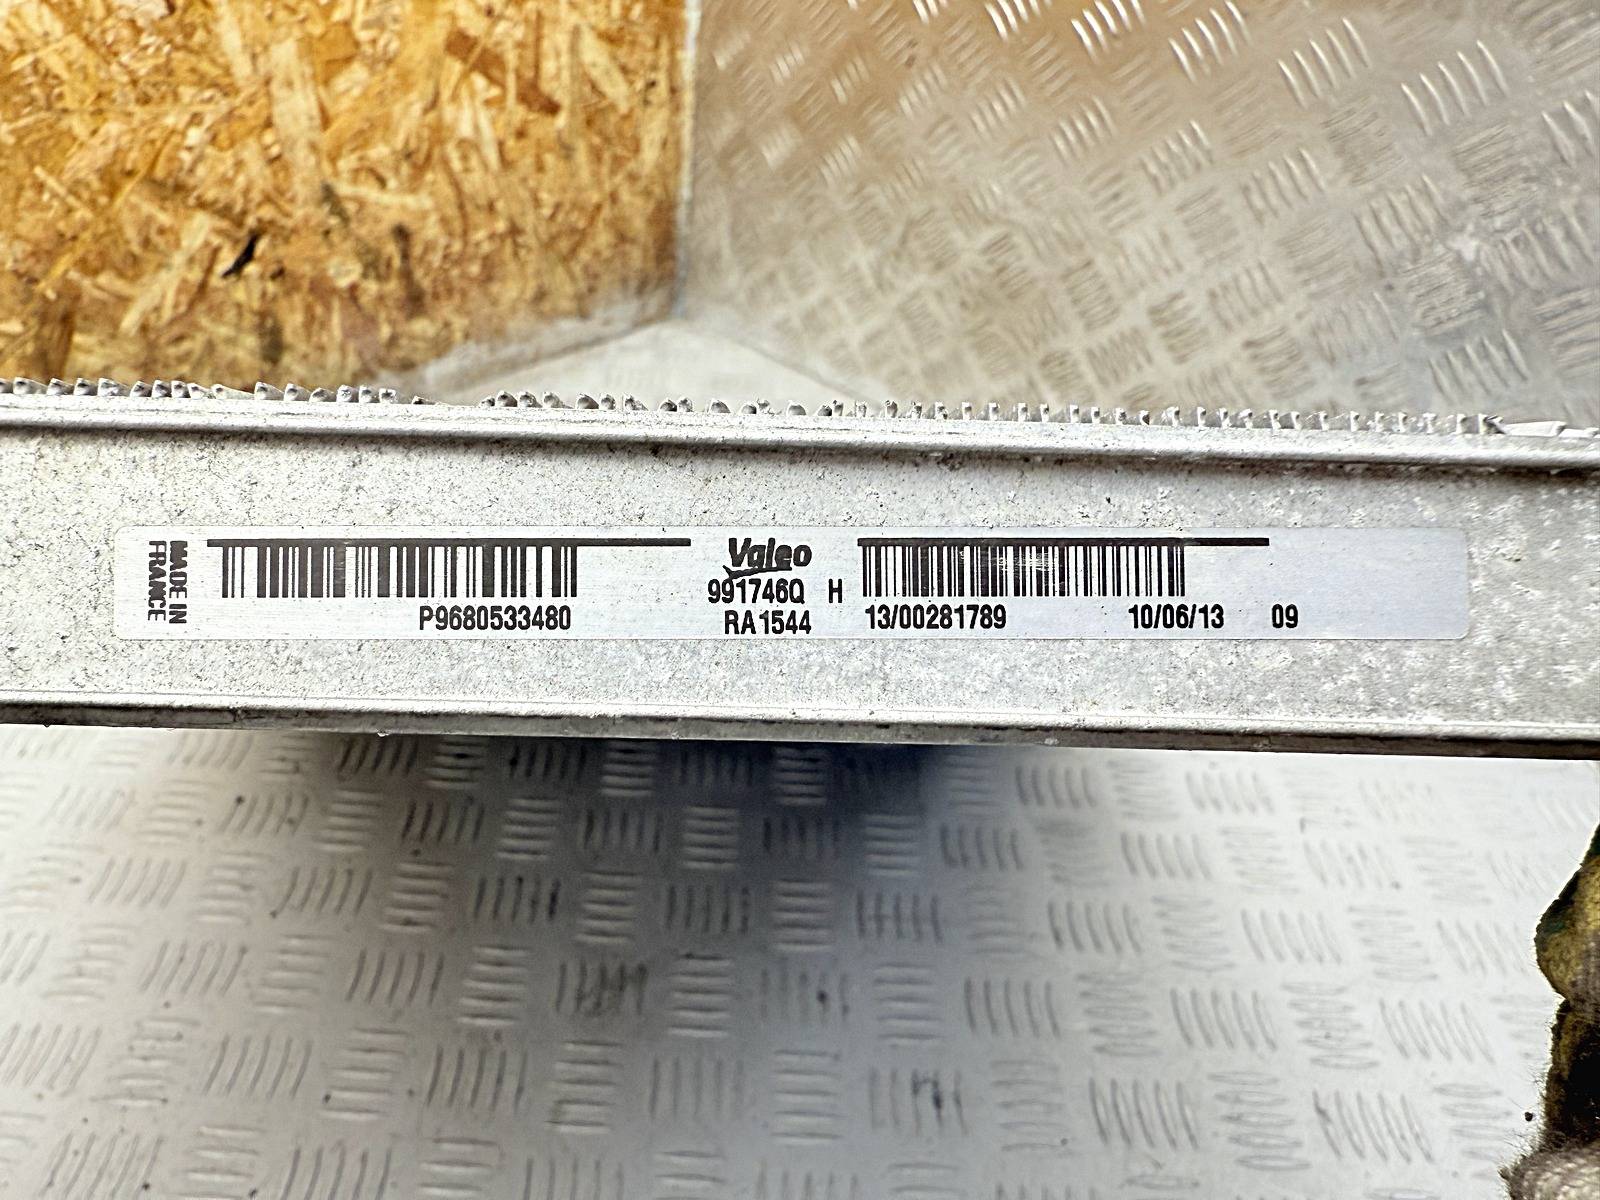 MADE IN
FRANCE
P9680533480
Valeo
991746Q H
RA1544
13/00281789 10/06/13 09